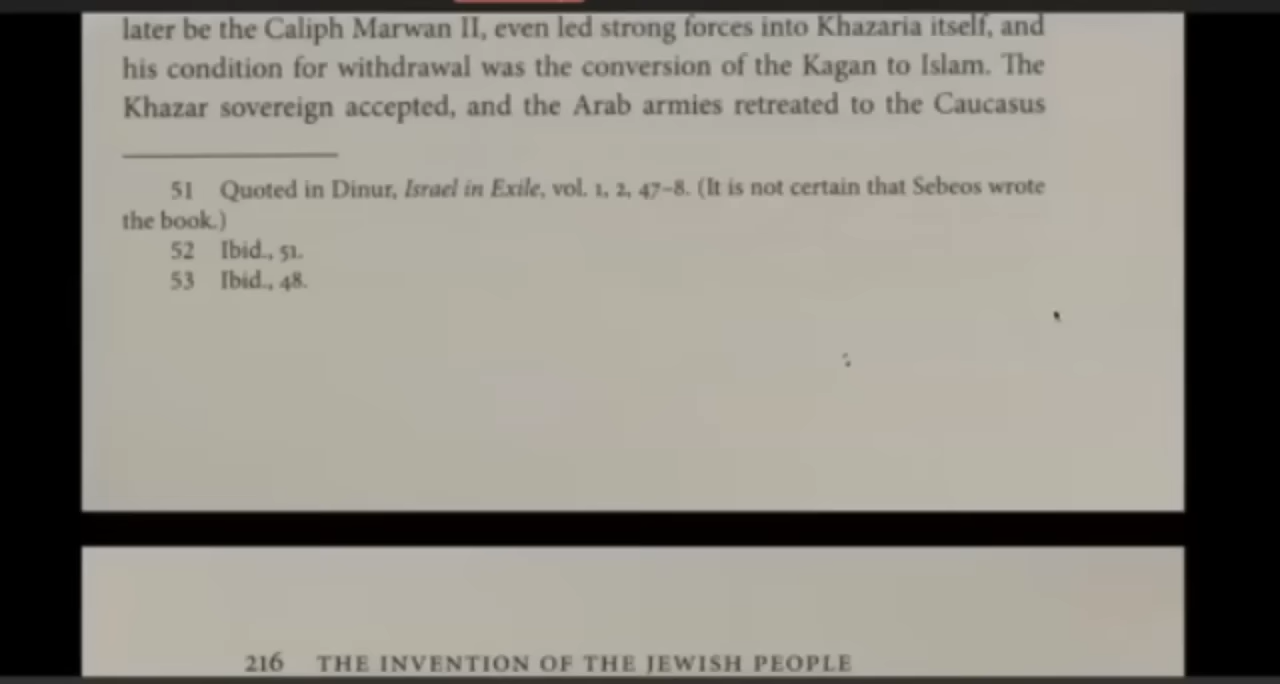 later be the Caliph Marwan II, even led strong forces into Khazaria itself, and
his condition for withdrawal was the conversion of the Kagan to Islam. The
Khazar sovereign accepted, and the Arab armies retreated to the Caucasus
51 Quoted in Dinur, Israel in Exile, vol. 1, 2, 47–8. (It is not certain that Sebeos wrote
the book.)
52 Ibid., 51.
53 Ibid., 48.
216 THE INVENTION OF THE JEWISH PEOPLE